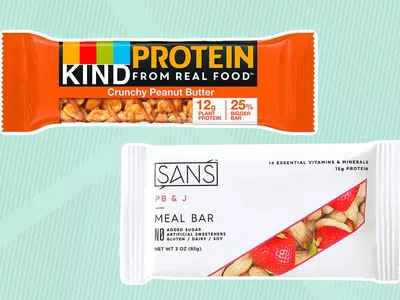 KIND PROTEIN
FROM REAL FOOD™
Crunchy Peanut Butter
12g PLANT PROTEIN
25% BIGGER BAR
SANS
PB & J
MEAL BAR
NO ADDED SUGAR
ARTIFICIAL SWEETENERS
GLUTEN / DAIRY / SOY
NET WT 3 OZ (85g)
14 ESSENTIAL VITAMINS & MINERALS
15g PROTEIN